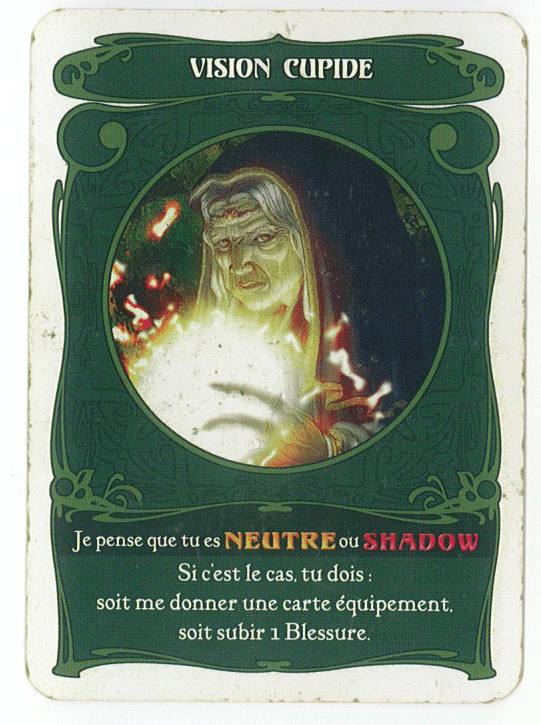 VISION CUPIDE
Je pense que tu es NEUTRE ou SHADOW
Si c'est le cas, tu dois :
soit me donner une carte équipement,
soit subir 1 Blessure.